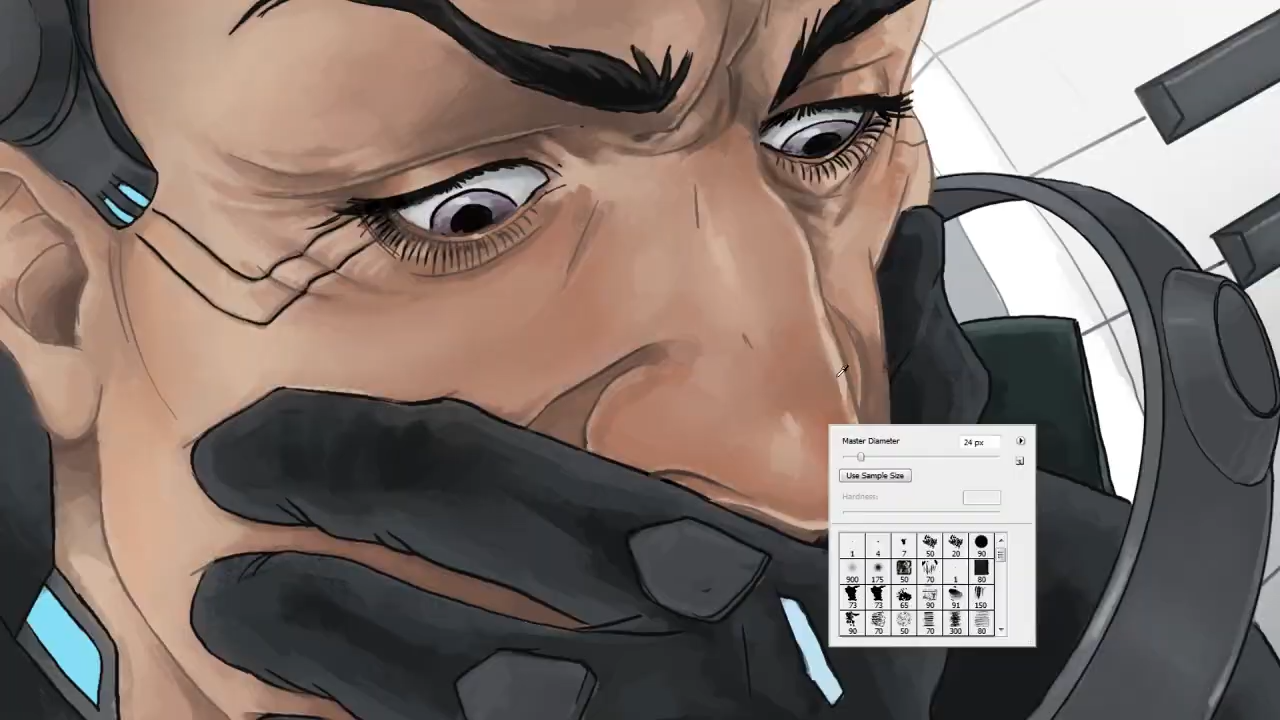 Master Diameter 24 px
Use Sample Size
Hardness:
1 4 7 50 20 90
900 175 50 70 1 80
73 73 65 90 91 150
90 70 50 70 300 80